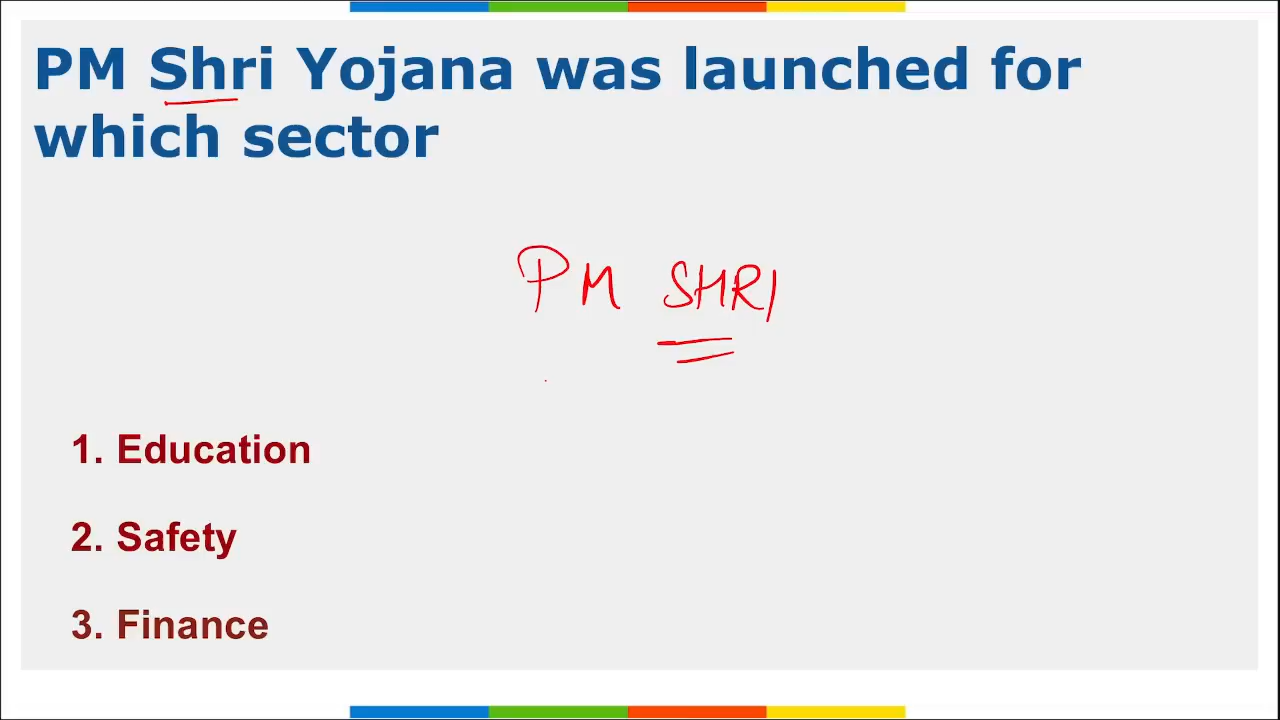 PM Shri Yojana was launched for
which sector
PM SHRI
1. Education
2. Safety
3. Finance